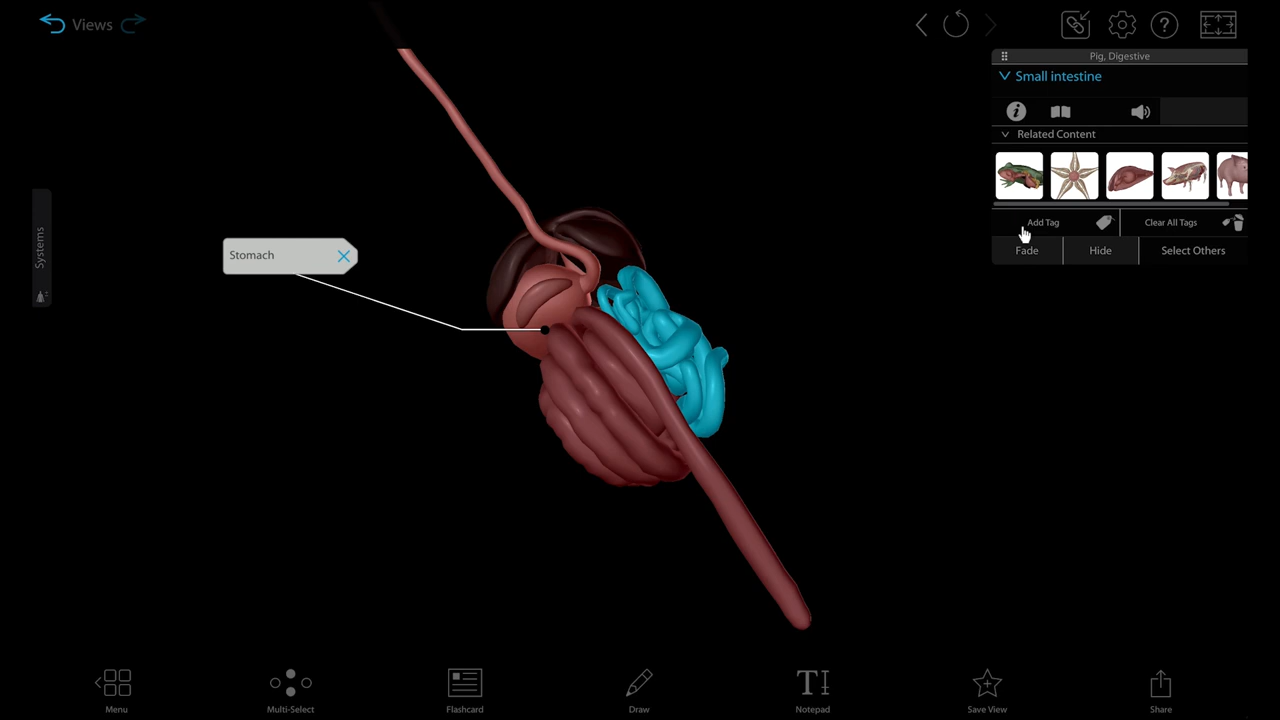 Views
Pig, Digestive
Small intestine
Related Content
Add Tag
Clear All Tags
Fade
Hide
Select Others
Systems
Stomach
Menu
Multi-Select
Flashcard
Draw
Notepad
Save View
Share